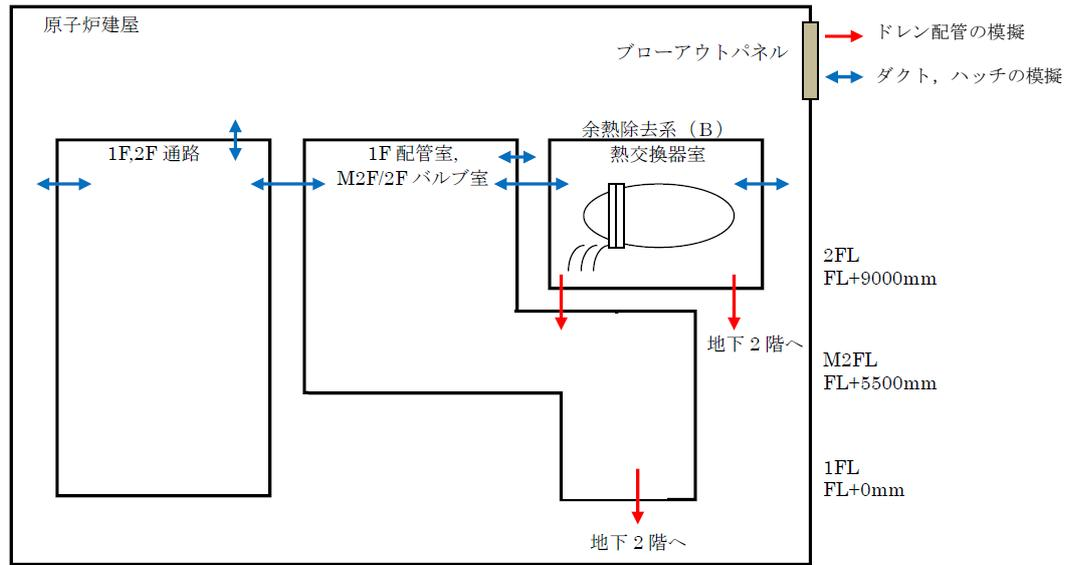 原子炉建屋
ブローアウトパネル
ドレン配管の模擬
ダクト，ハッチの模擬
1F,2F 通路
1F 配管室，
M2F/2F バルブ室
余熱除去系（B）
熱交換器室
2FL
FL+9000mm
地下２階へ
M2FL
FL+5500mm
1FL
FL+0mm
地下２階へ